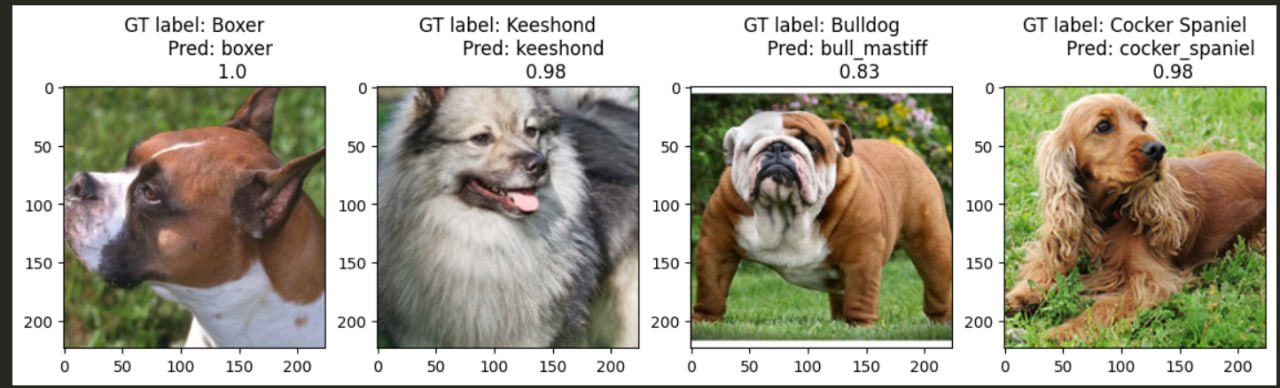 GT label: Boxer
Pred: boxer
1.0
GT label: Keeshond
Pred: keeshond
0.98
GT label: Bulldog
Pred: bull_mastiff
0.83
GT label: Cocker Spaniel
Pred: cocker_spaniel
0.98
0
50
100
150
200
0 50 100 150 200
0
50
100
150
200
0 50 100 150 200
0
50
100
150
200
0 50 100 150 200
0
50
100
150
200
0 50 100 150 200